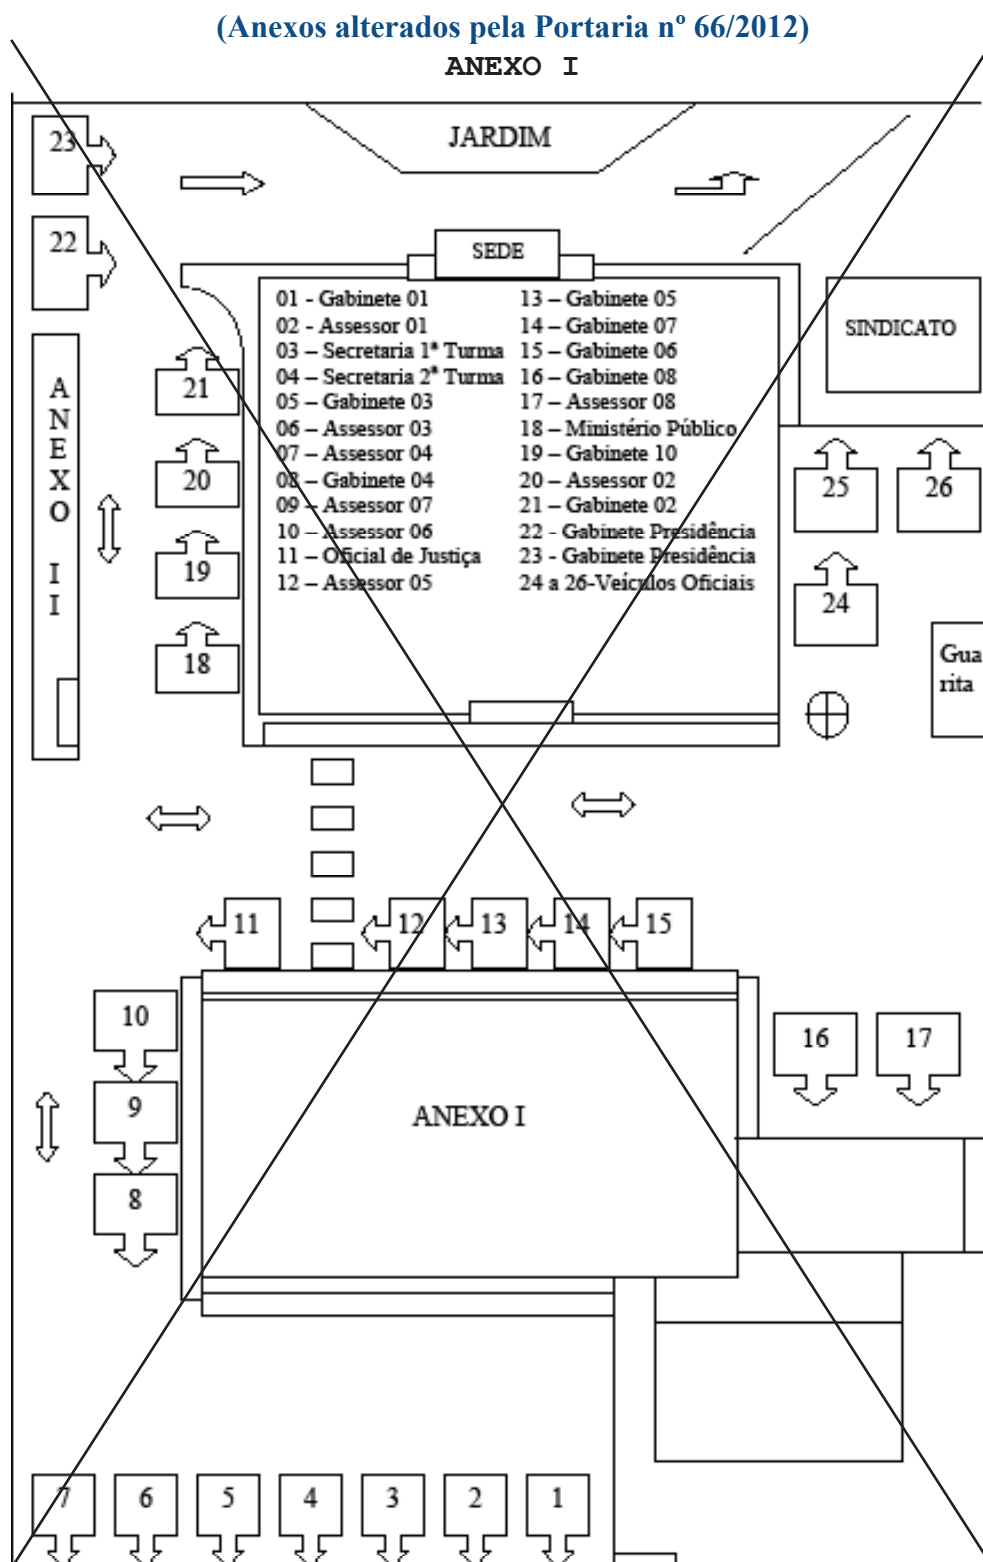 (Anexos alterados pela Portaria nº 66/2012)
ANEXO I
JARDIM
23
22
SEDE
01 - Gabinete 01
02 - Assessor 01
03 – Secretaria 1ª Turma
04 – Secretaria 2ª Turma
05 – Gabinete 03
06 – Assessor 03
07 – Assessor 04
08 – Gabinete 04
09 – Assessor 07
10 – Assessor 06
11 – Oficial de Justiça
12 – Assessor 05
13 – Gabinete 05
14 – Gabinete 07
15 – Gabinete 06
16 – Gabinete 08
17 – Assessor 08
18 – Ministério Público
19 – Gabinete 10
20 – Assessor 02
21 – Gabinete 02
22 - Gabinete Presidência
23 - Gabinete Presidência
24 a 26-Veículos Oficiais
SINDICATO
ANEXO II
21
20
19
18
25
26
24
Gua
rita
11
12
13
14
15
10
9
8
ANEXO I
16
17
7
6
5
4
3
2
1